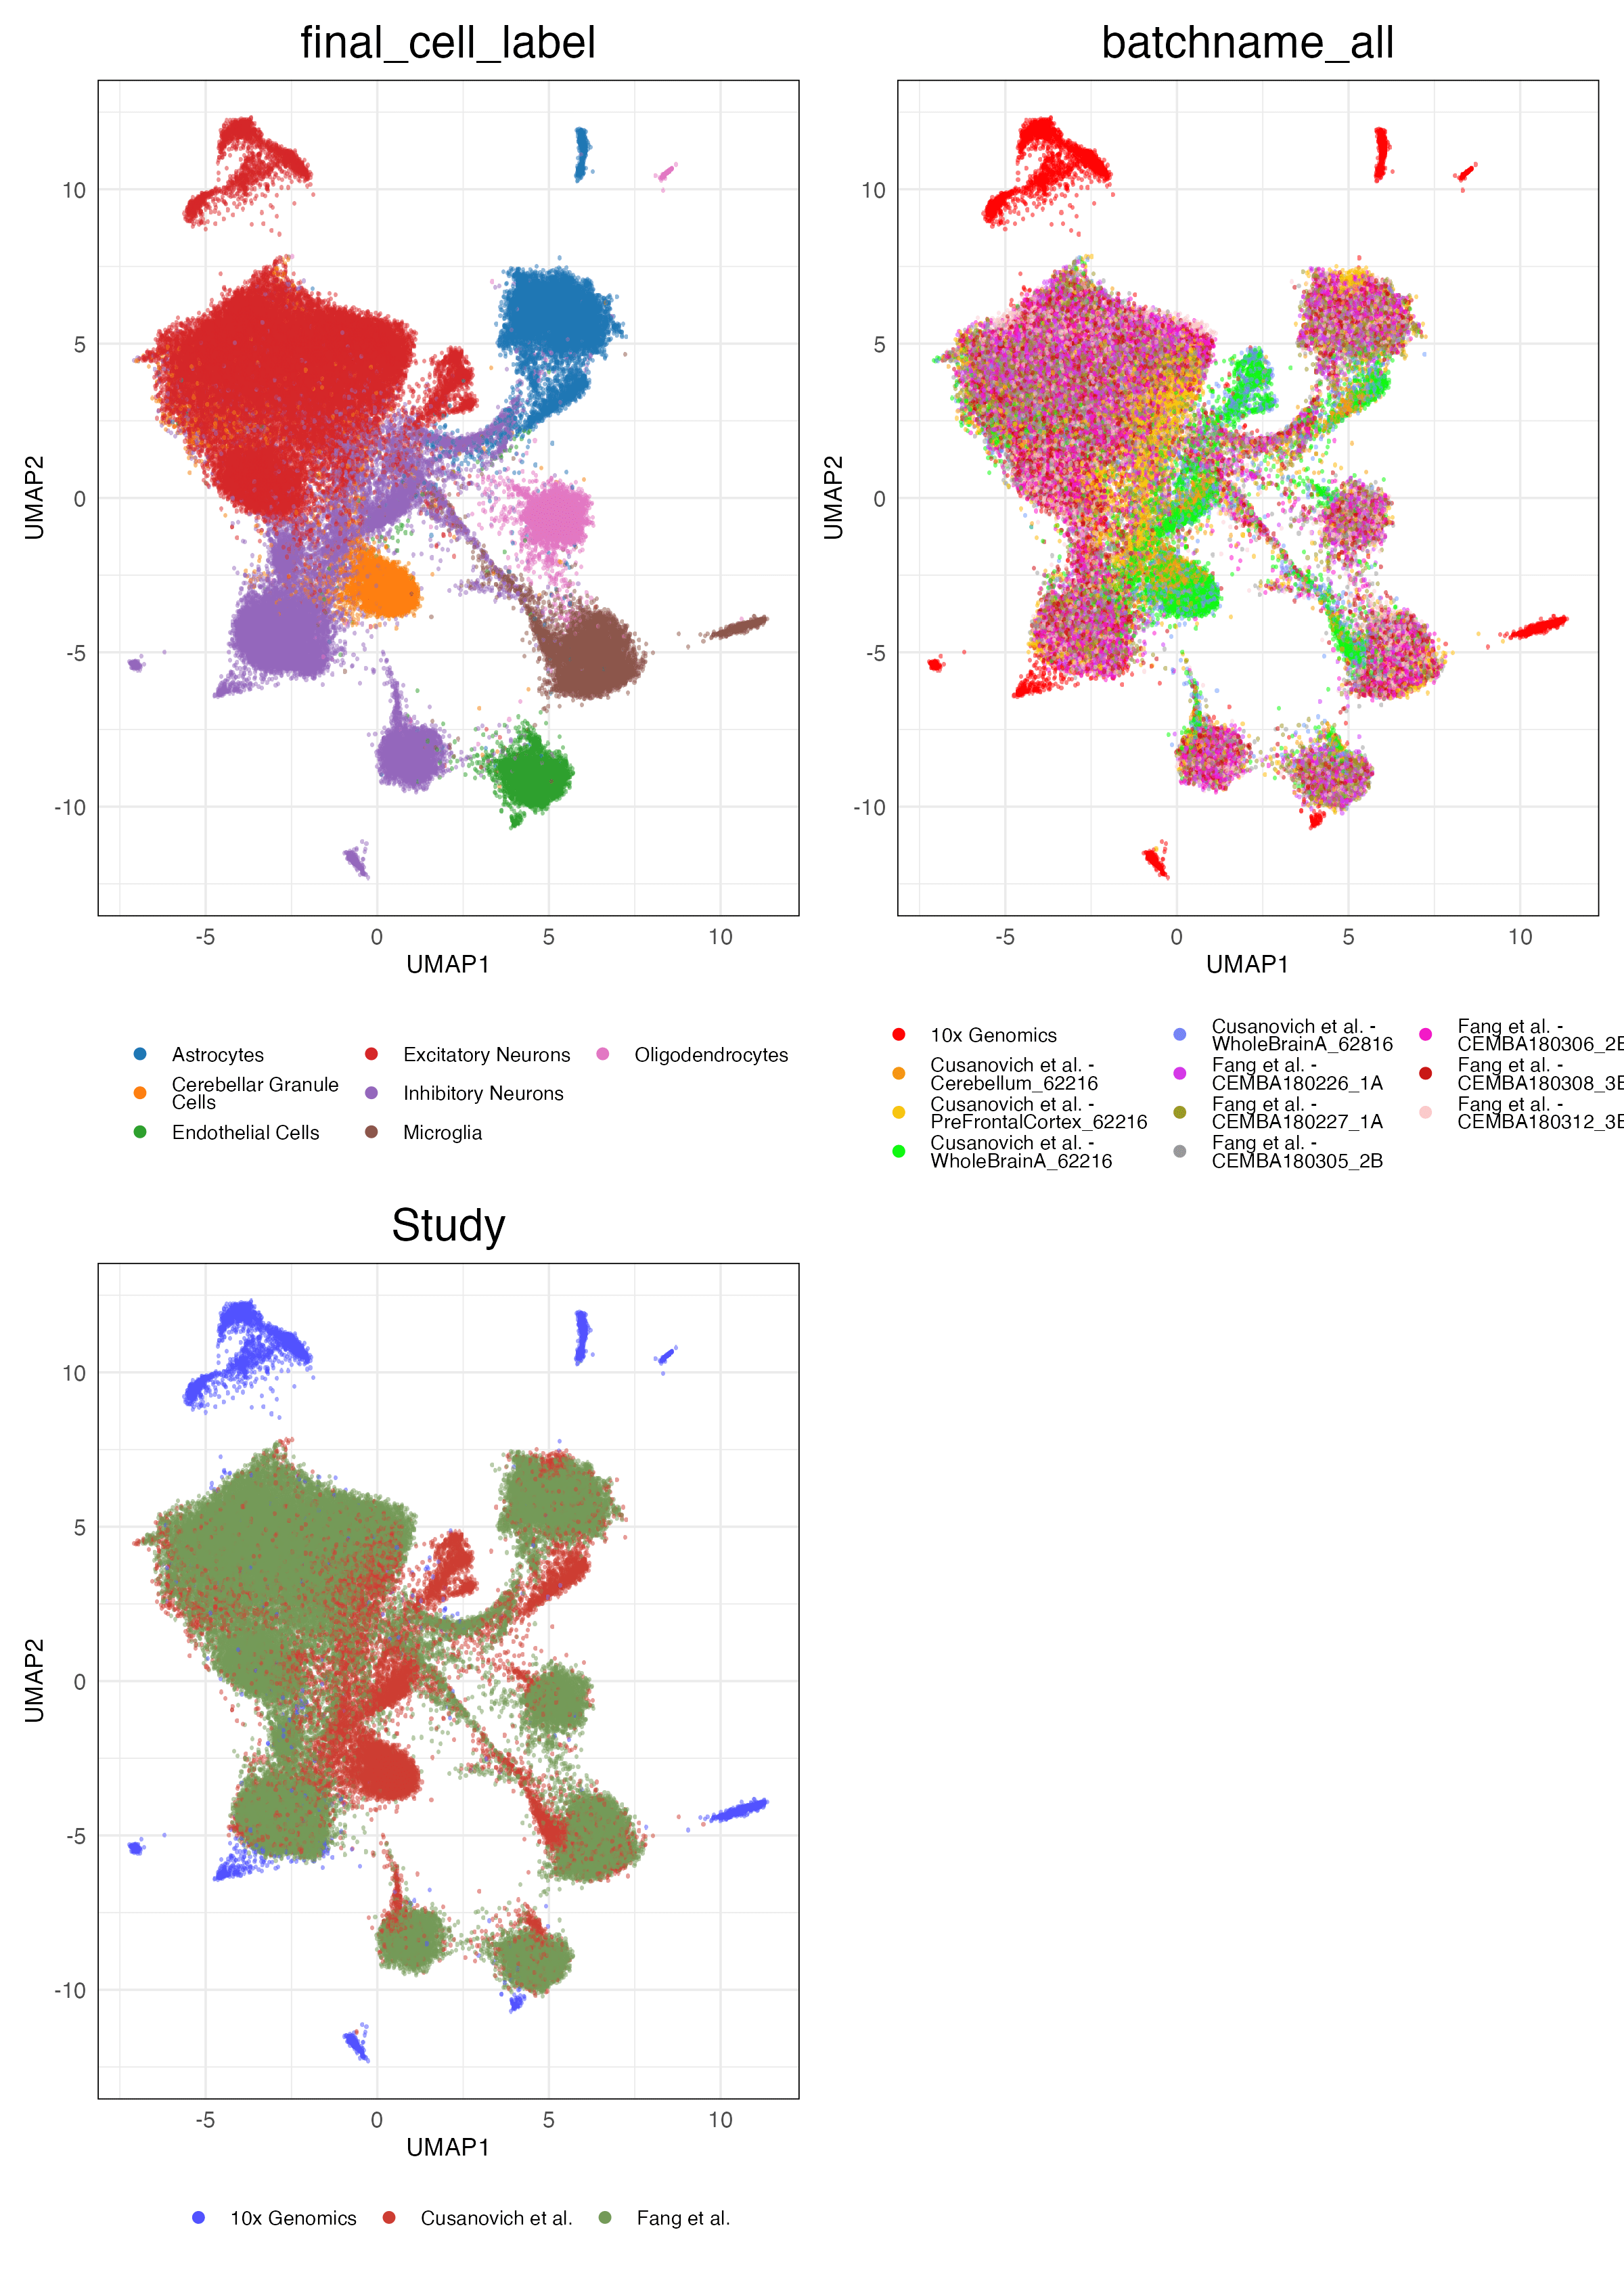 final_cell_label
batchname_all
UMAP2
10
5
0
-5
-10
-5 0 5 10
UMAP1
UMAP2
10
5
0
-5
-10
-5 0 5 10
UMAP1
Astrocytes
Cerebellar Granule
Cells
Endothelial Cells
Excitatory Neurons
Inhibitory Neurons
Microglia
Oligodendrocytes
10x Genomics
Cusanovich et al. -
Cerebellum_62216
Cusanovich et al. -
PreFrontalCortex_62216
Cusanovich et al. -
WholeBrainA_62216
Cusanovich et al. -
WholeBrainA_62816
Fang et al. -
CEMBA180226_1A
Fang et al. -
CEMBA180227_1A
Fang et al. -
CEMBA180305_2B
Fang et al. -
CEMBA180306_2B
Fang et al. -
CEMBA180308_3B
Fang et al. -
CEMBA180312_3B
Study
UMAP2
10
5
0
-5
-10
-5 0 5 10
UMAP1
10x Genomics
Cusanovich et al.
Fang et al.